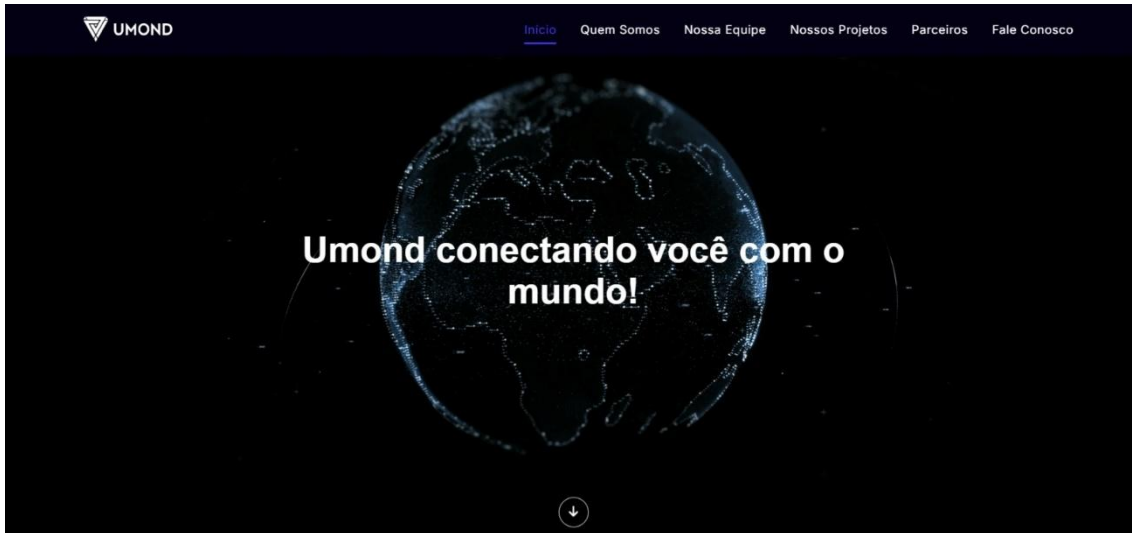 UMOND
Início
Quem Somos
Nossa Equipe
Nossos Projetos
Parceiros
Fale Conosco
Umond conectando você com o
mundo!